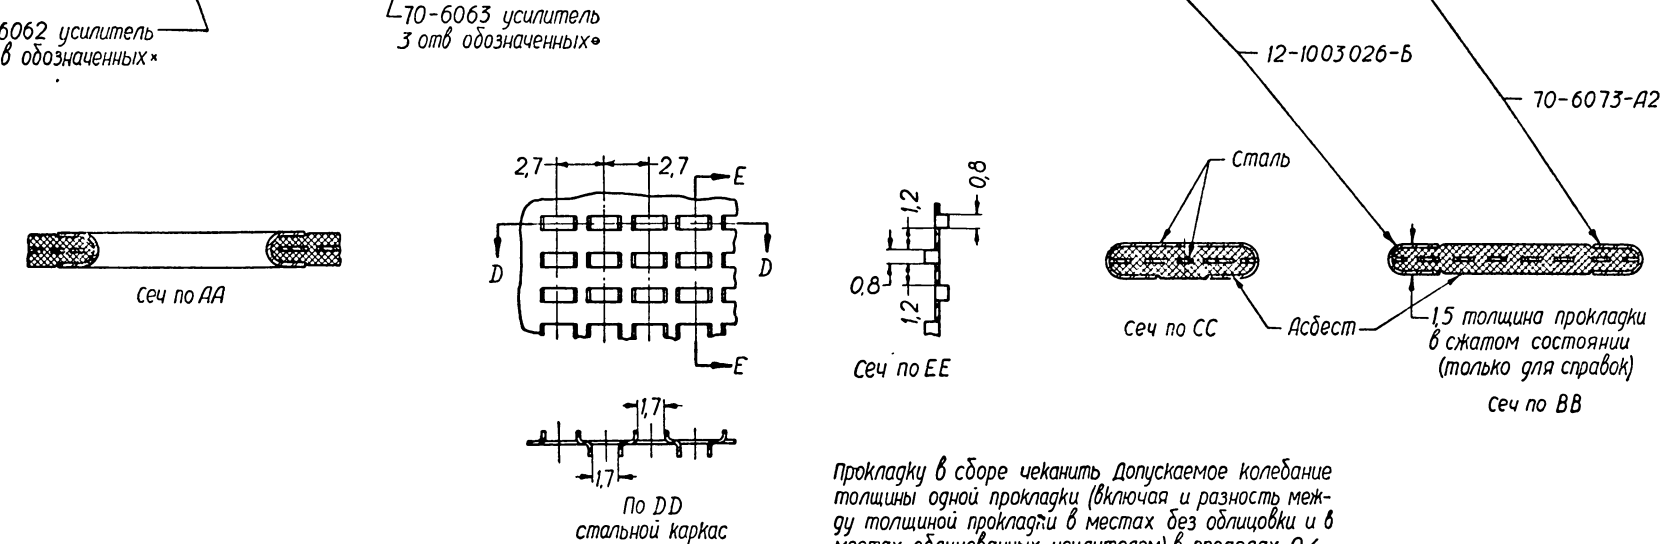 6062 усилитель
в обозначенных×
70-6063 усилитель
3 отв обозначенных
12-1003026-Б
70-6073-А2
Сталь
2,7
2,7
E
D
D
E
0,8
1,2
0,8
1,2
Сеч по АА
Сеч по ЕЕ
Сеч по СС
Асбест
1,5 толщина прокладки
в сжатом состоянии
(только для справок)
Сеч по ВВ
1,7
1,7
По DD
стальной каркас
Прокладку в сборе чеканить Допускаемое колебание
толщины одной прокладки (включая и разность меж-
ду толщиной прокладки в местах без облицовки и в